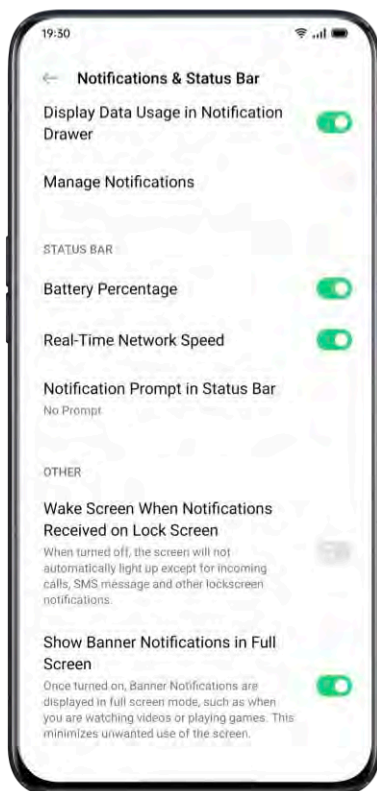 19:30
Notifications & Status Bar
Display Data Usage in Notification
Drawer
Manage Notifications
STATUS BAR
Battery Percentage
Real-Time Network Speed
Notification Prompt in Status Bar
No Prompt
OTHER
Wake Screen When Notifications
Received on Lock Screen
When turned off, the screen will not
automatically light up except for incoming
calls, SMS message and other lockscreen
notifications.
Show Banner Notifications in Full
Screen
Once turned on, Banner Notifications are
displayed in full screen mode, such as when
you are watching videos or playing games. This
minimizes unwanted use of the screen.